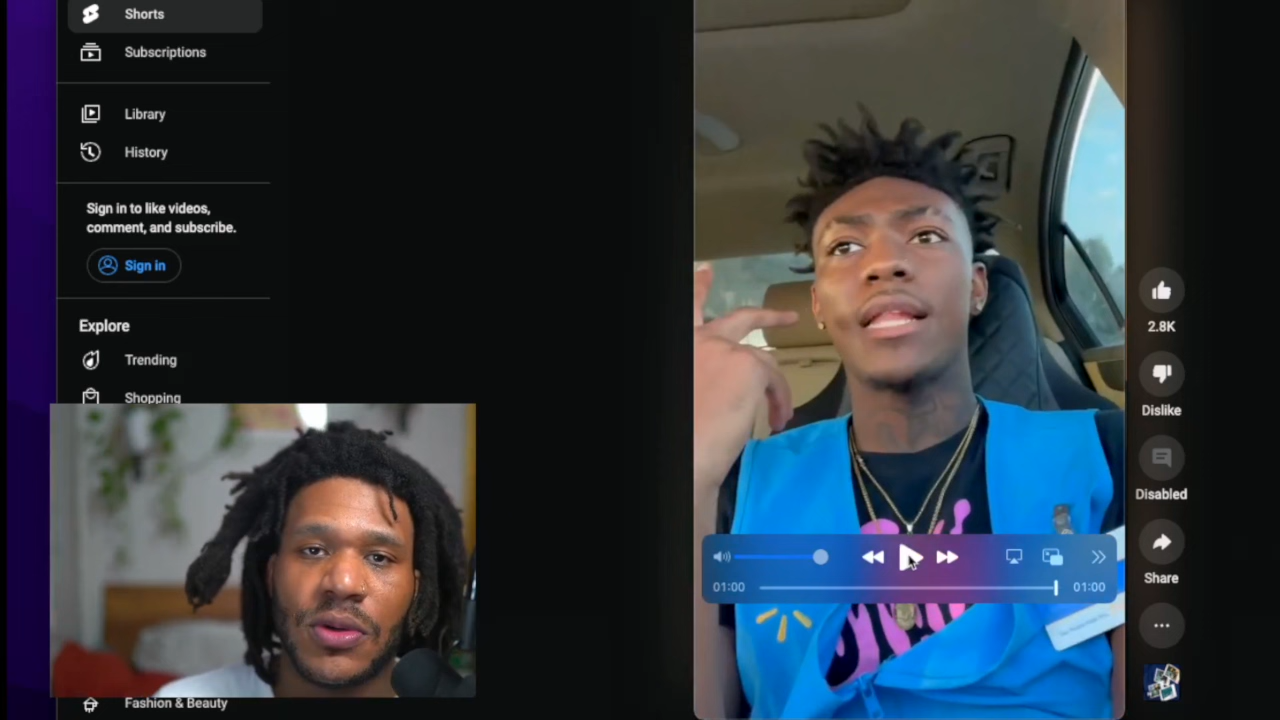 Shorts
Subscriptions
Library
History
Sign in to like videos,
comment, and subscribe.
Sign in
Explore
Trending
Shopping
Fashion & Beauty
01:00
01:00
2.8K
Dislike
Disabled
Share